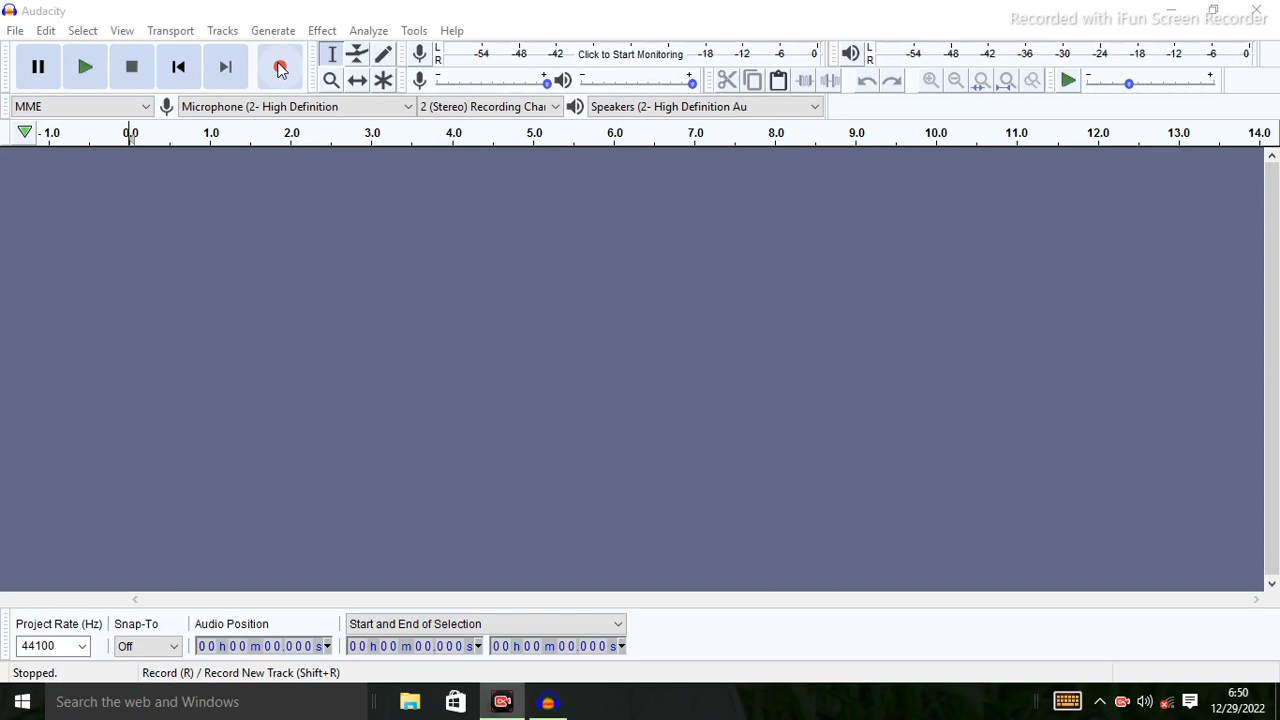 Audacity
Recorded with iFun Screen Recorder
File Edit Select View Transport Tracks Generate Effect Analyze Tools Help
L R -54 -48 -42 Click to Start Monitoring -18 -12 -6 0 L R -54 -48 -42 -36 -30 -24 -18 -12 -6 0
- + - + - +
MME Microphone (2- High Definition 2 (Stereo) Recording Char Speakers (2- High Definition Au
- 1.0 0.0 1.0 2.0 3.0 4.0 5.0 6.0 7.0 8.0 9.0 10.0 11.0 12.0 13.0 14.0
Project Rate (Hz) Snap-To Audio Position Start and End of Selection
44100 Off 00 h 00 m 00.000 s 00 h 00 m 00.000 s 00 h 00 m 00.000 s
Stopped. Record (R) / Record New Track (Shift+R)
Search the web and Windows
6:50
12/29/2022